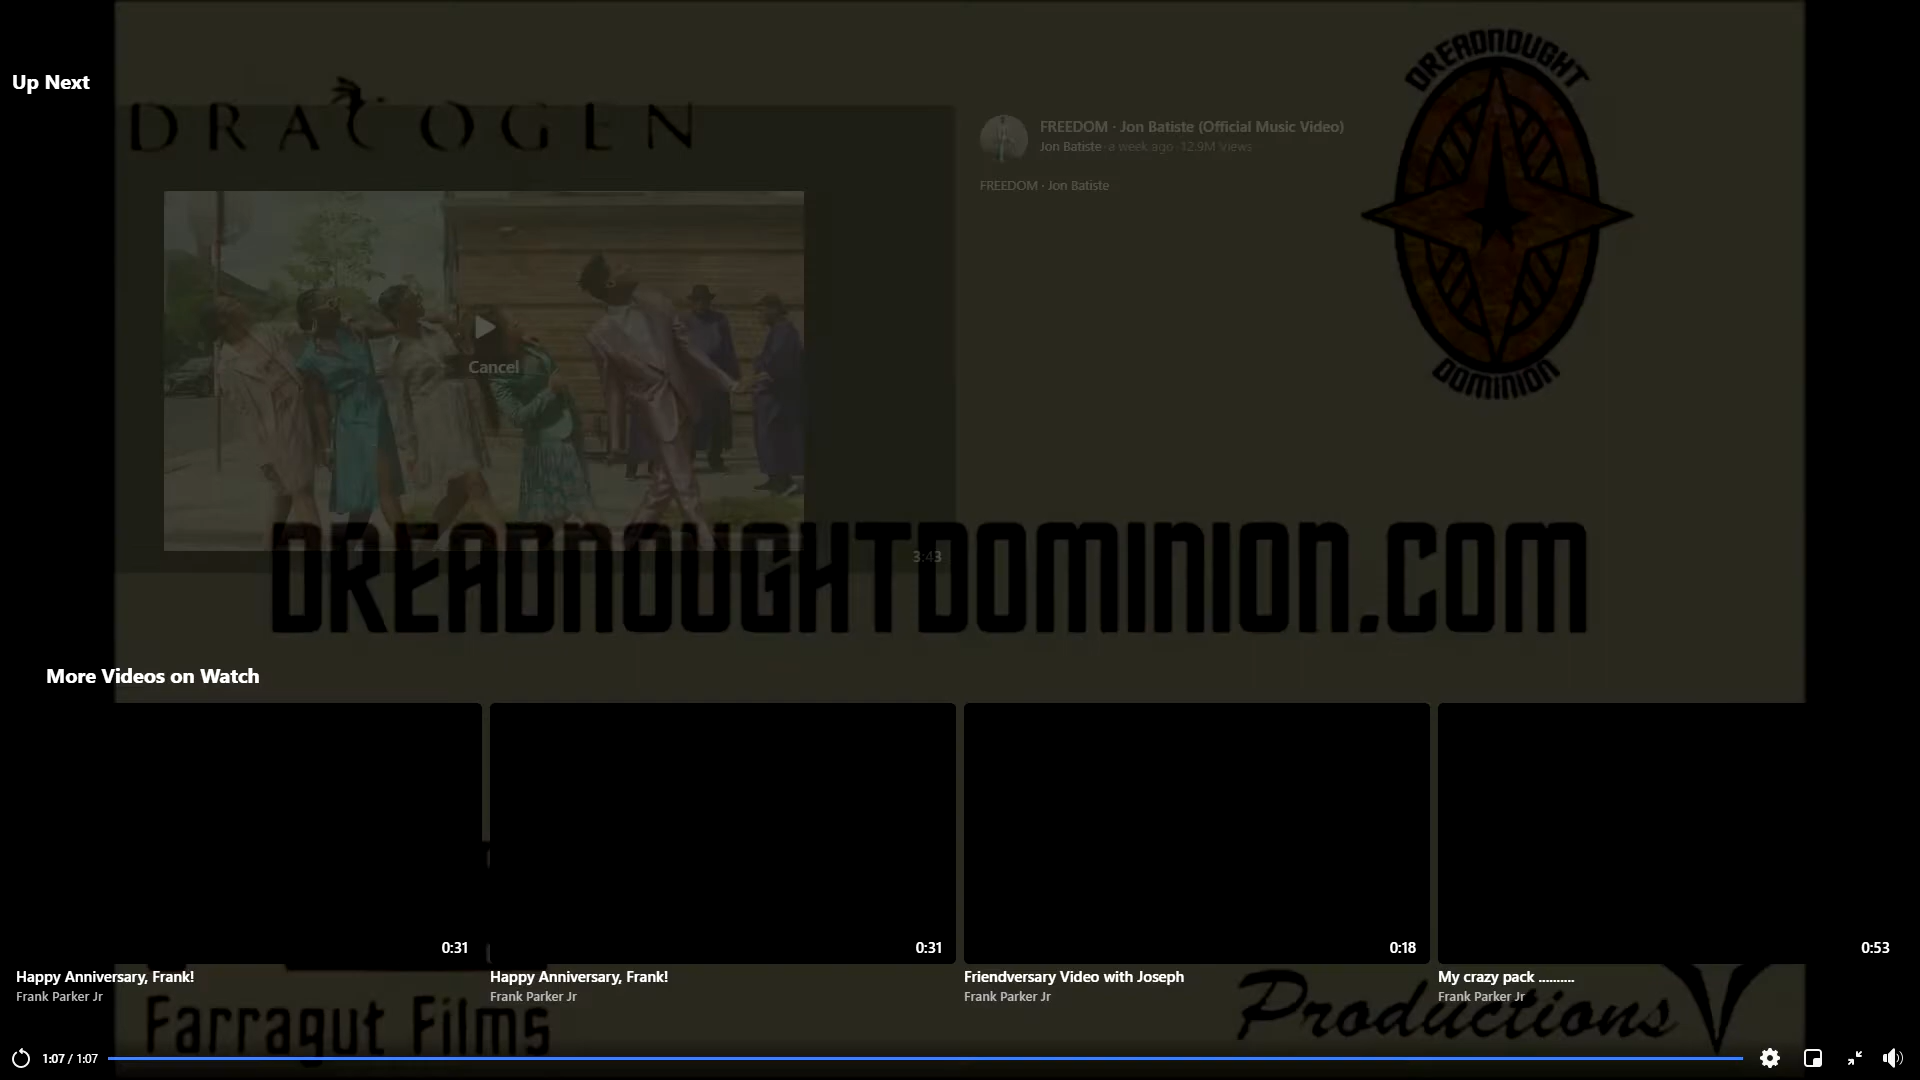 DREADNOUGHT
Up Next
DRACOGEN
FREEDOM · Jon Batiste (Official Music Video)
Jon Batiste · a week ago · 12.9M Views
FREEDOM · Jon Batiste
Cancel
DOMINION
3:43
DREADNOUGHTDOMINION.COM
More Videos on Watch
0:31
0:31
0:18
0:53
Happy Anniversary, Frank!
Frank Parker Jr
Happy Anniversary, Frank!
Frank Parker Jr
Friendversary Video with Joseph
Frank Parker Jr
My crazy pack ..........
Frank Parker Jr
Farragut Films
Productions
1:07 / 1:07